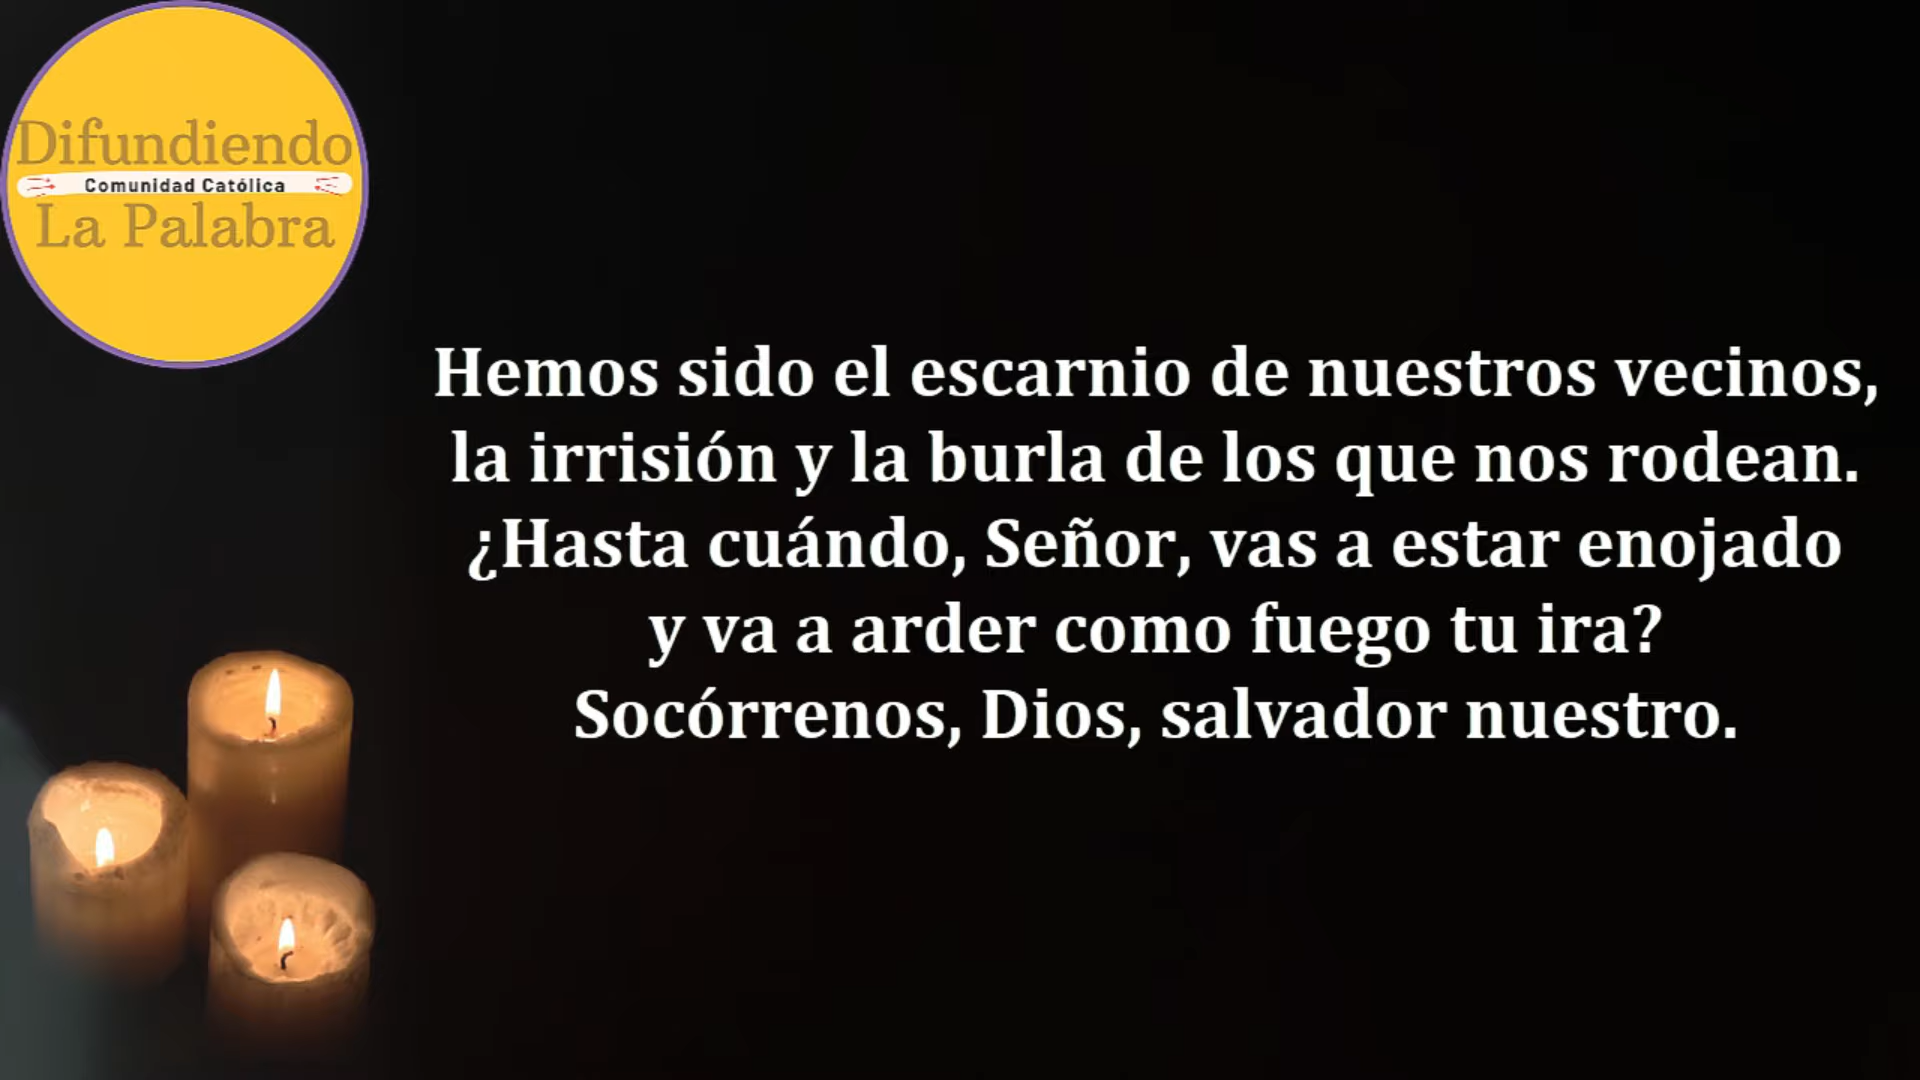 Difundiendo
Comunidad Católica
La Palabra
Hemos sido el escarnio de nuestros vecinos,
la irrisión y la burla de los que nos rodean.
¿Hasta cuándo, Señor, vas a estar enojado
y va a arder como fuego tu ira?
Socórrenos, Dios, salvador nuestro.